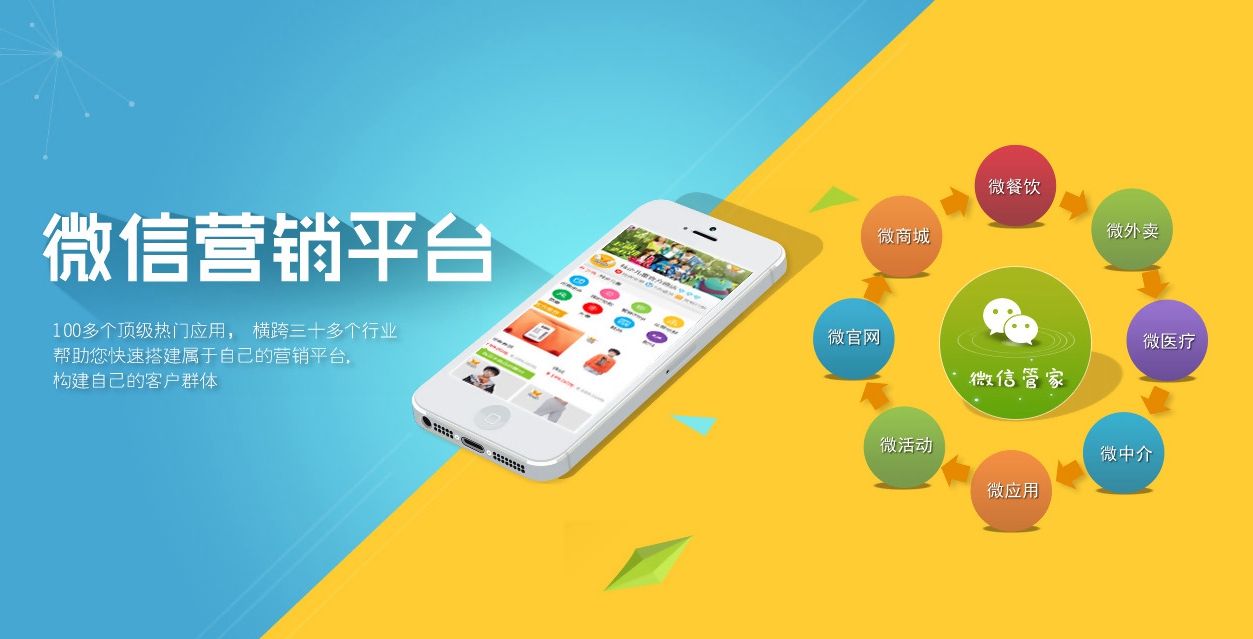 微信营销平台
100多个顶级热门应用， 横跨三十多个行业
帮助您快速搭建属于自己的营销平台，
构建自己的客户群体
微餐饮
微外卖
微医疗
微中介
微应用
微活动
微官网
微商城
微信管家